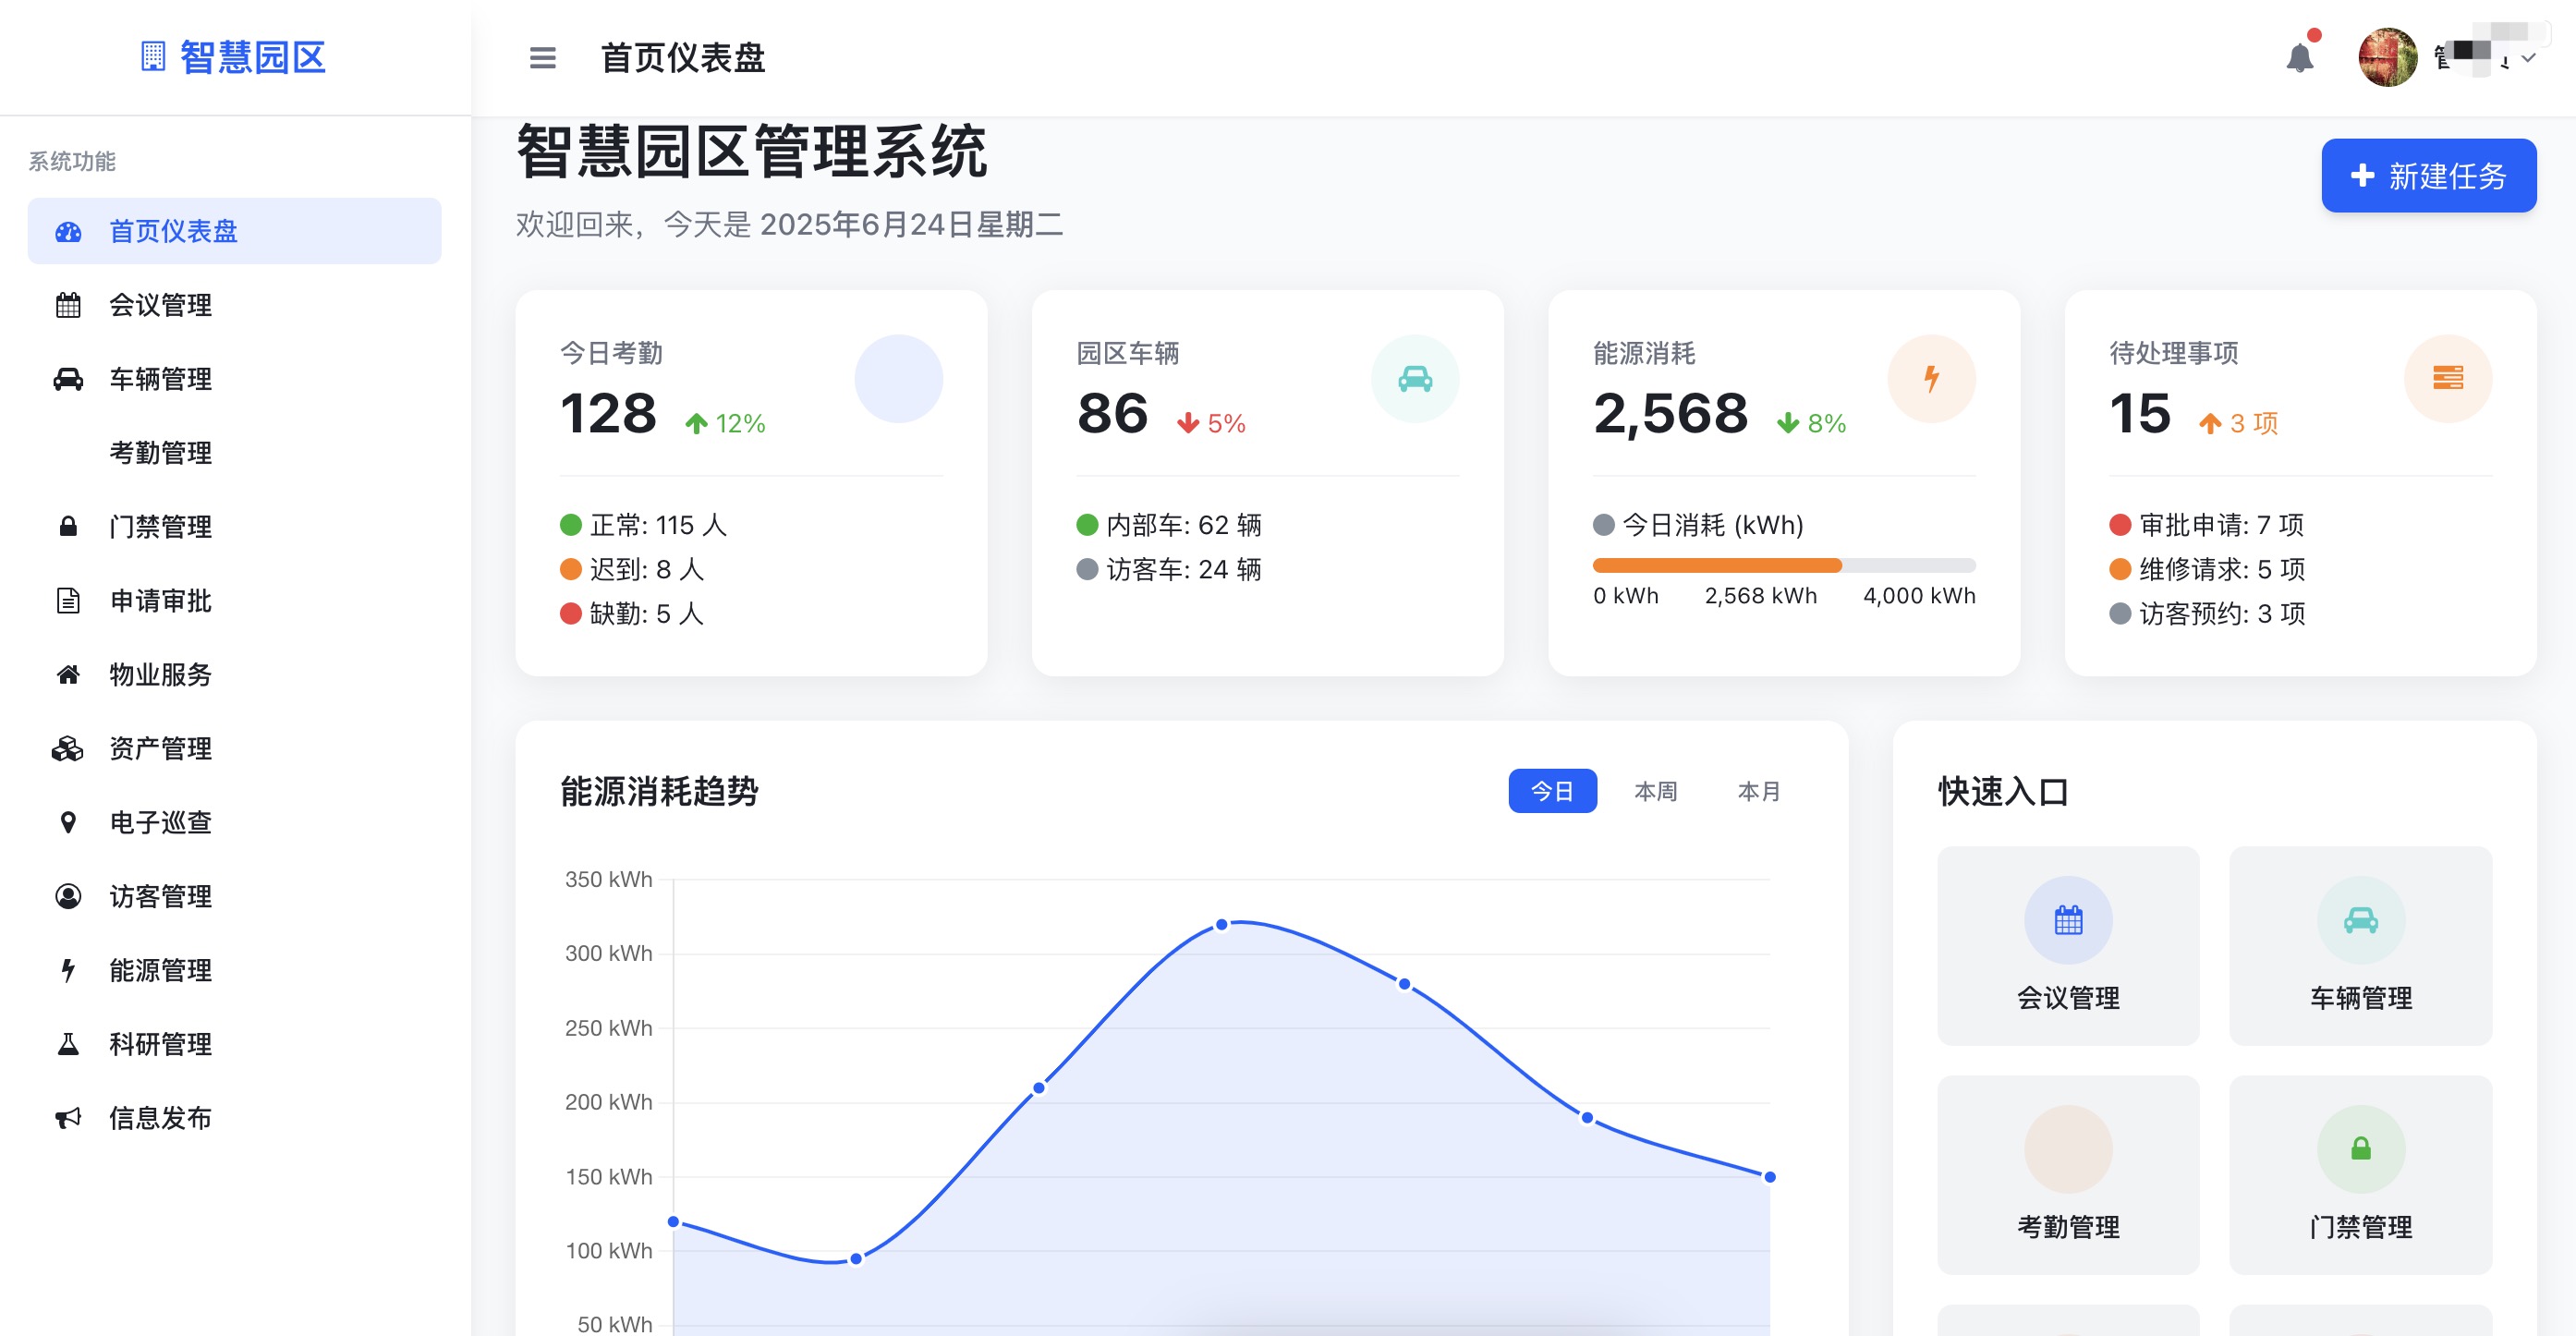 智慧园区
首页仪表盘
系统功能
首页仪表盘
会议管理
车辆管理
考勤管理
门禁管理
申请审批
物业服务
资产管理
电子巡查
访客管理
能源管理
科研管理
信息发布
智慧园区管理系统
欢迎回来，今天是 2025年6月24日星期二
新建任务
今日考勤
128 12%
正常: 115 人
迟到: 8 人
缺勤: 5 人
园区车辆
86 5%
内部车: 62 辆
访客车: 24 辆
能源消耗
2,568 8%
今日消耗 (kWh)
0 kWh 2,568 kWh 4,000 kWh
待处理事项
15 3 项
审批申请: 7 项
维修请求: 5 项
访客预约: 3 项
能源消耗趋势
今日 本周 本月
350 kWh
300 kWh
250 kWh
200 kWh
150 kWh
100 kWh
50 kWh
快速入口
会议管理
车辆管理
考勤管理
门禁管理